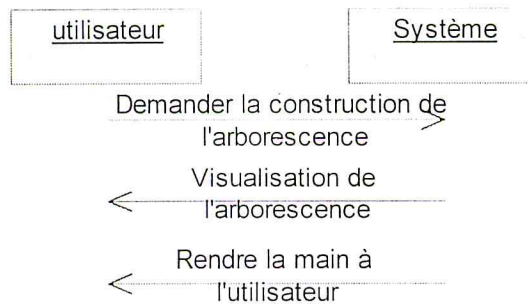 utilisateur
Système
Demander la construction de
l'arborescence
Visualisation de
l'arborescence
Rendre la main à
l'utilisateur